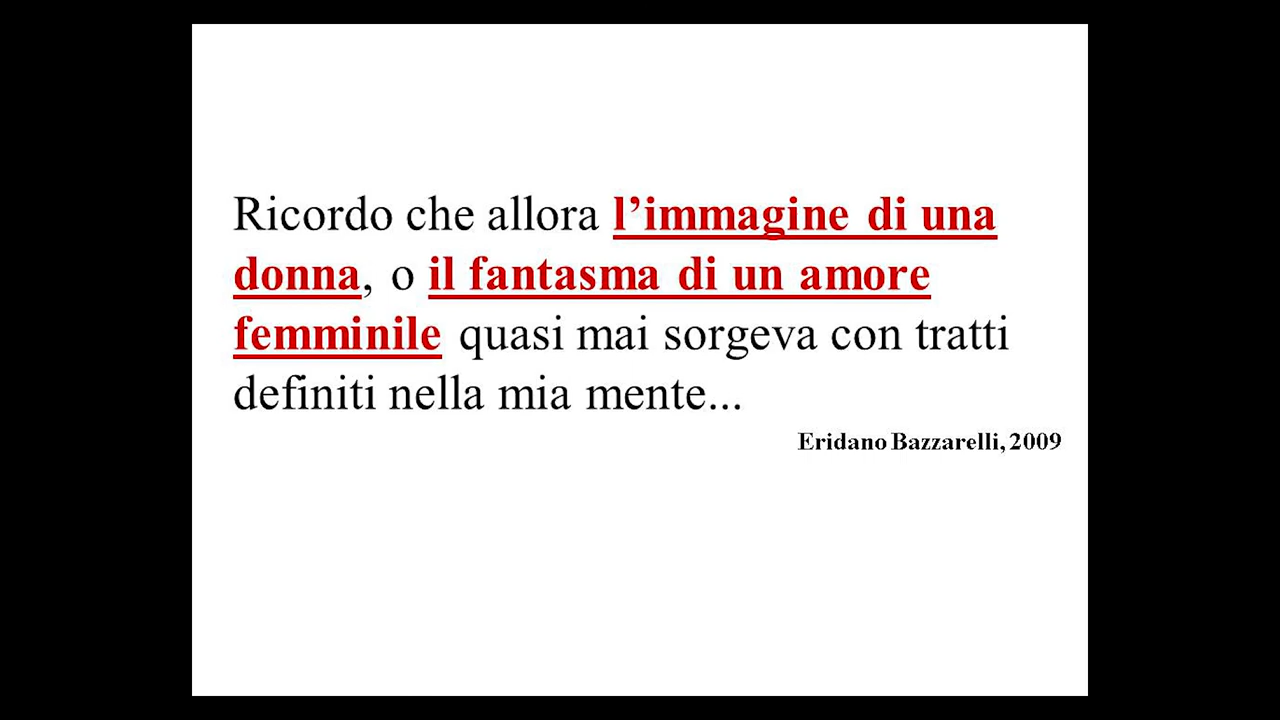 Ricordo che allora l’immagine di una
donna, o il fantasma di un amore
femminile quasi mai sorgeva con tratti
definiti nella mia mente...
Eridano Bazzarelli, 2009